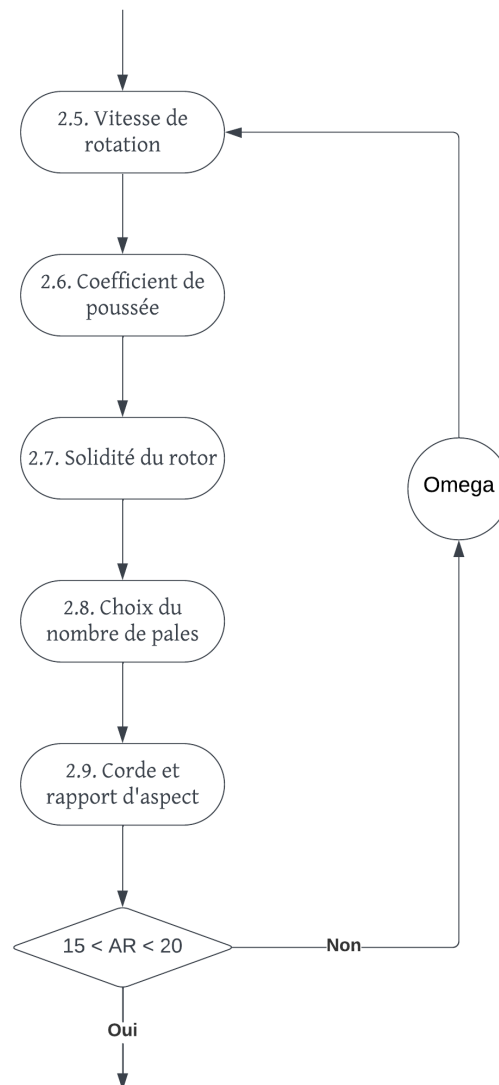 2.5. Vitesse de
rotation
2.6. Coefficient de
poussée
2.7. Solidité du rotor
Omega
2.8. Choix du
nombre de pales
2.9. Corde et
rapport d'aspect
15 < AR < 20
Non
Oui